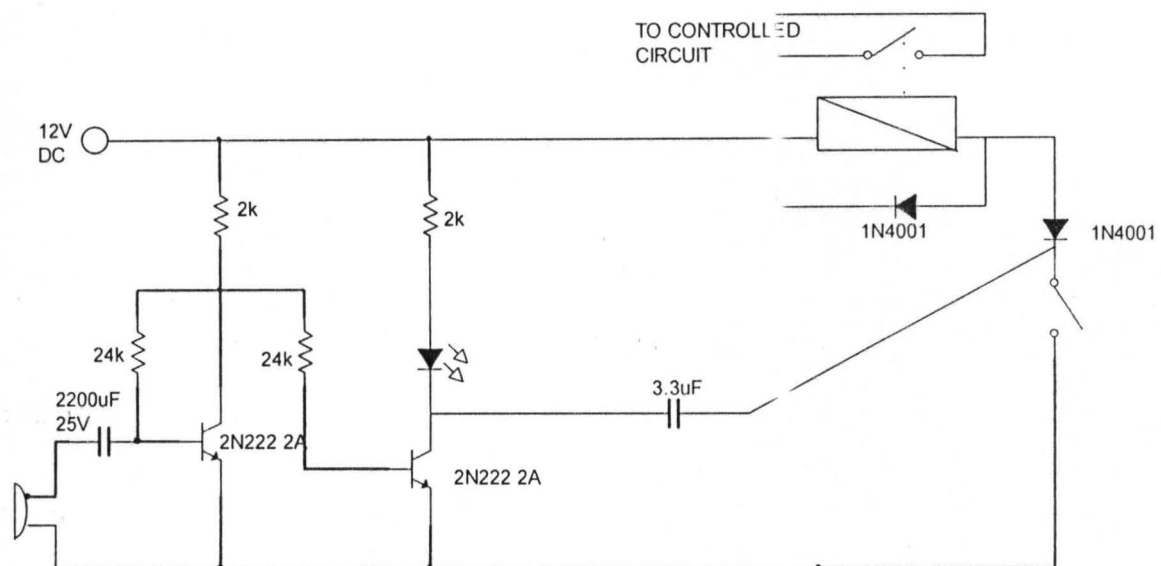 TO CONTROLLED
CIRCUIT
12V
DC
2k
2k
1N4001
1N4001
24k
24k
2200uF
25V
3.3uF
2N222 2A
2N222 2A